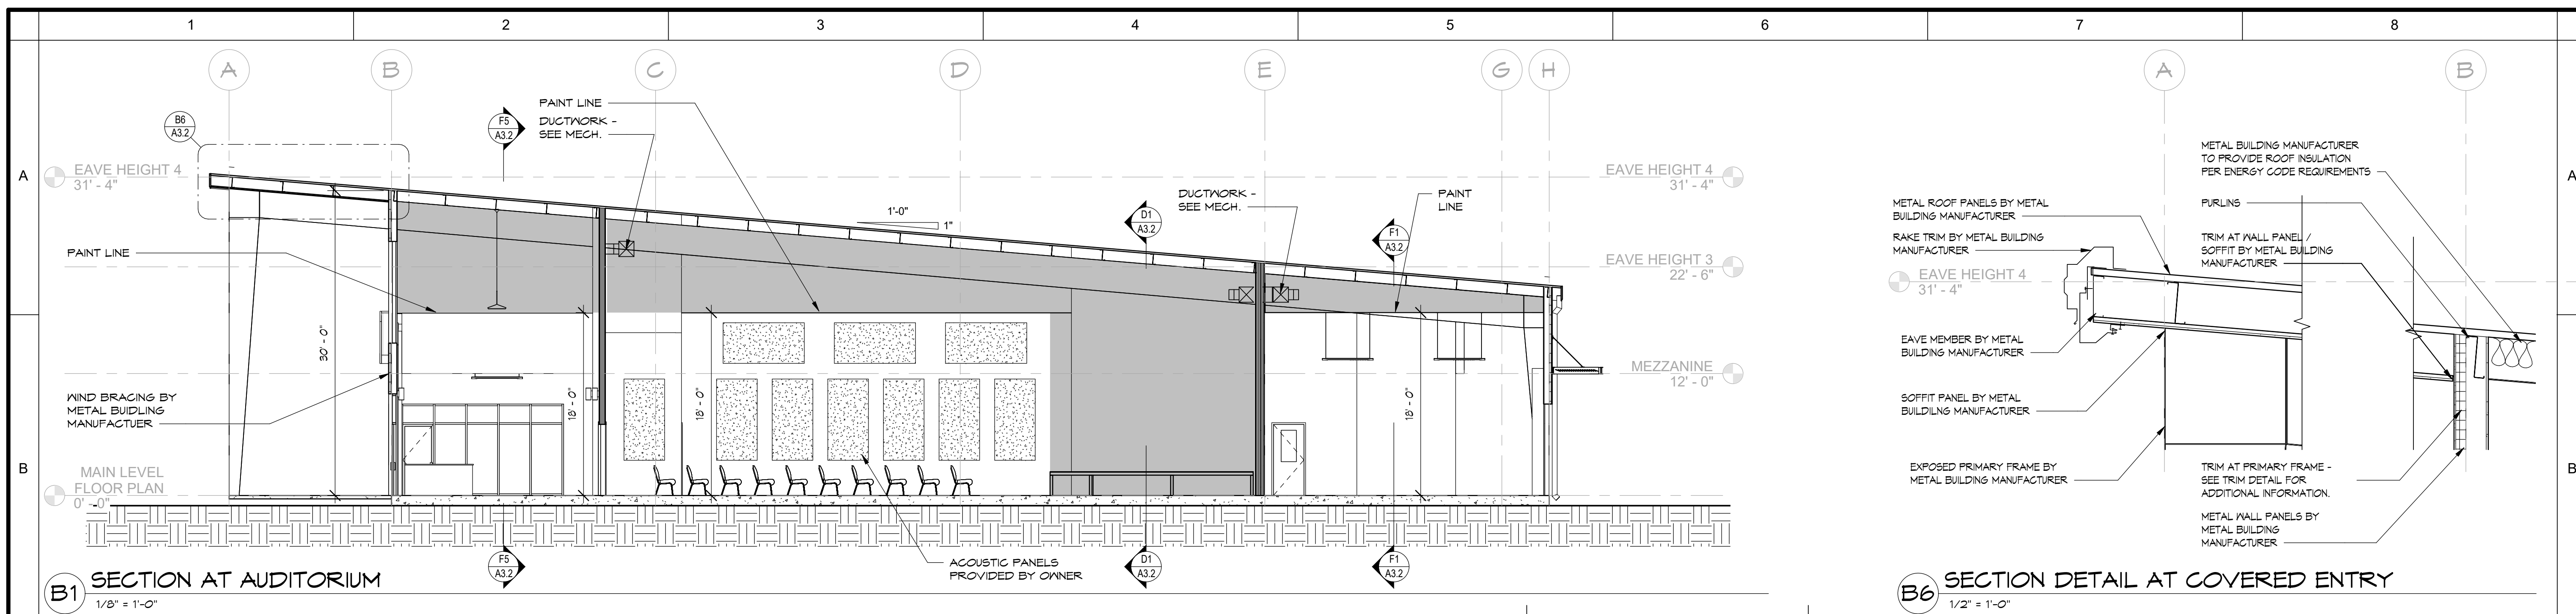 1 2 3 4 5 6 7 8
A B C D E G H A B
A
B
A
B
B6
A3.2
F5
A3.2
PAINT LINE
DUCTWORK -
SEE MECH.
EAVE HEIGHT 4
31' - 4"
PAINT LINE
30' - 0"
WIND BRACING BY
METAL BUIDLING
MANUFACTUER
MAIN LEVEL
FLOOR PLAN
0' - 0"
18' - 0"
18' - 0"
1'-0"
1"
D1
A3.2
DUCTWORK -
SEE MECH.
F1
A3.2
PAINT
LINE
18' - 0"
EAVE HEIGHT 4
31' - 4"
EAVE HEIGHT 3
22' - 6"
MEZZANINE
12' - 0"
F5
A3.2
ACOUSTIC PANELS
PROVIDED BY OWNER
D1
A3.2
F1
A3.2
B1
SECTION AT AUDITORIUM
1/8" = 1'-0"
METAL ROOF PANELS BY METAL
BUILDING MANUFACTURER
RAKE TRIM BY METAL BUILDING
MANUFACTURER
EAVE HEIGHT 4
31' - 4"
EAVE MEMBER BY METAL
BUILDING MANUFACTURER
SOFFIT PANEL BY METAL
BUILDILNG MANUFACTURER
EXPOSED PRIMARY FRAME BY
METAL BUILDING MANUFACTURER
METAL BUILDING MANUFACTURER
TO PROVIDE ROOF INSULATION
PER ENERGY CODE REQUIREMENTS
PURLINS
TRIM AT WALL PANEL /
SOFFIT BY METAL BUILDING
MANUFACTURER
TRIM AT PRIMARY FRAME -
SEE TRIM DETAIL FOR
ADDITIONAL INFORMATION.
METAL WALL PANELS BY
METAL BUILDING
MANUFACTURER
B6
SECTION DETAIL AT COVERED ENTRY
1/2" = 1'-0"